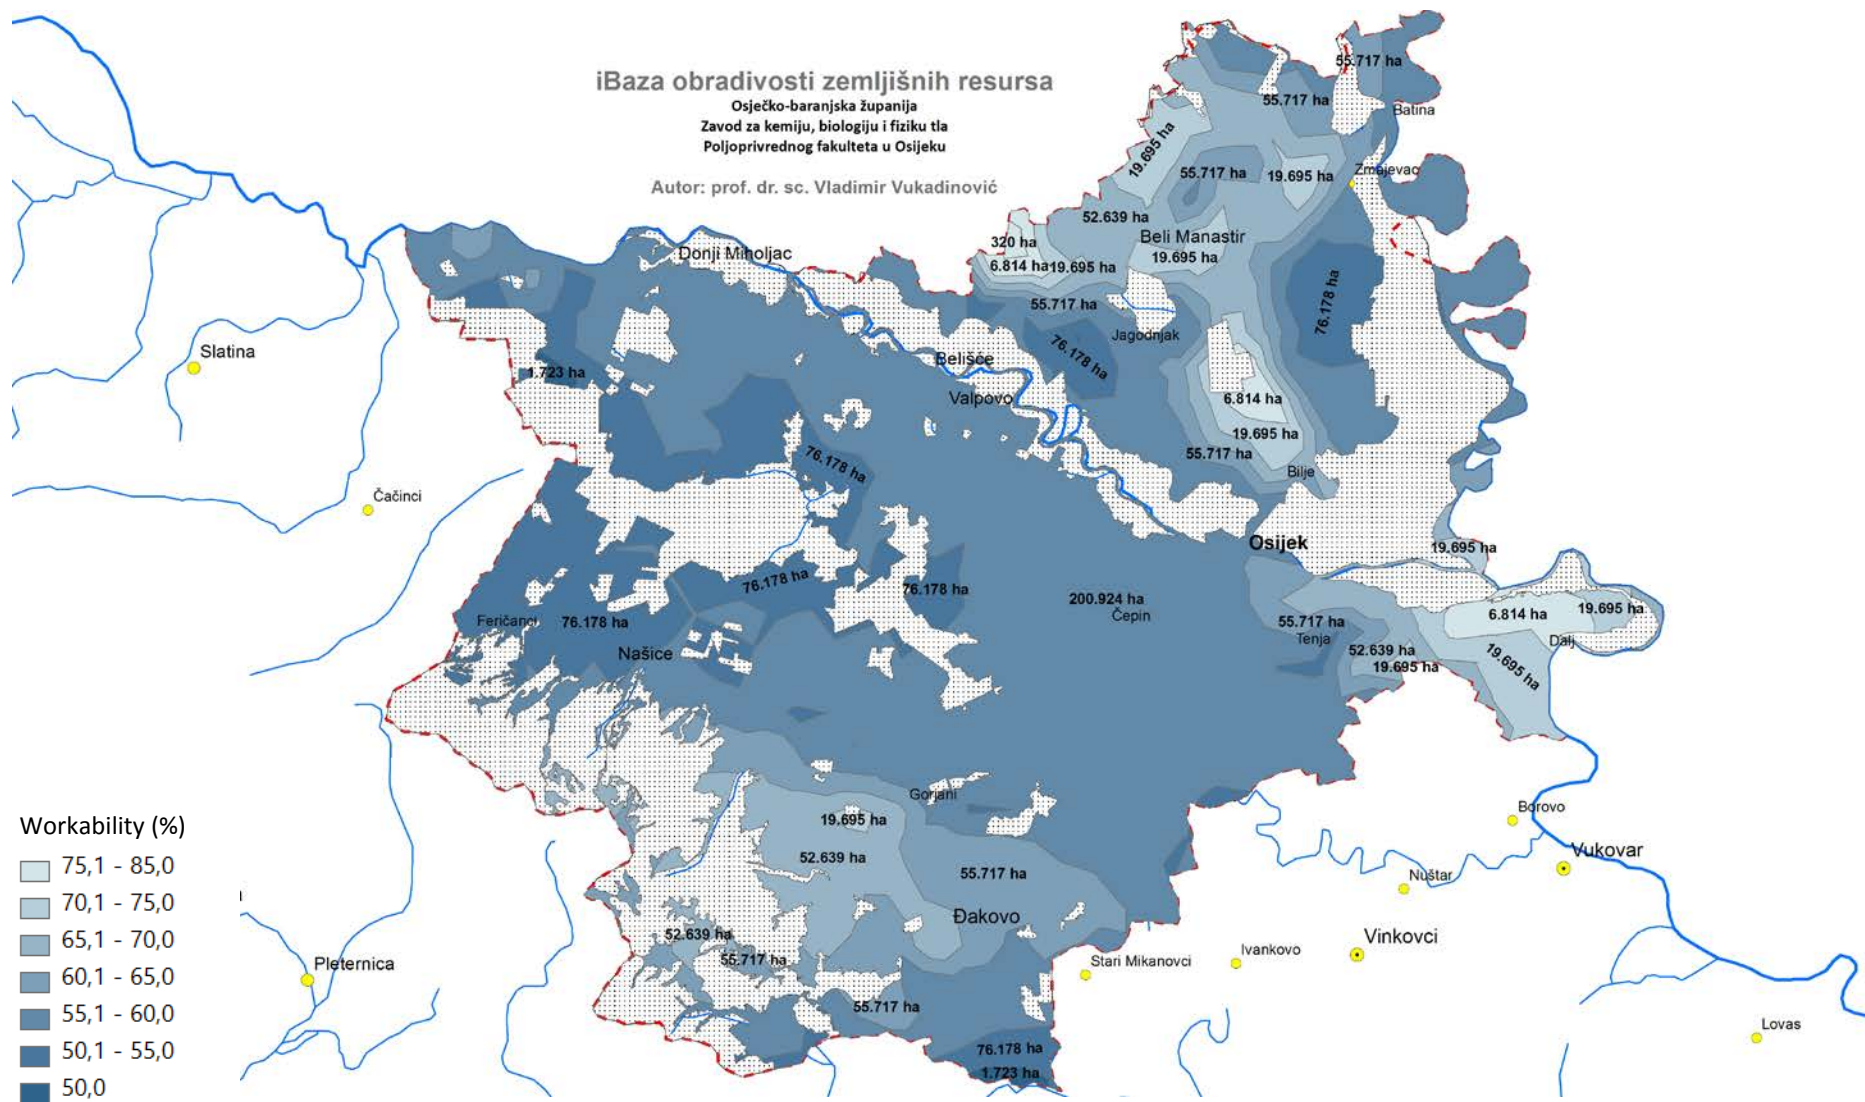 iBaza obradivosti zemljišnih resursa
Osječko-baranjska županija
Zavod za kemiju, biologiju i fiziku tla
Poljoprivrednog fakulteta u Osijeku
Autor: prof. dr. sc. Vladimir Vukadinović
55.717 ha
55.717 ha
Batina
19.695 ha
55.717 ha
19.695 ha
Zmajevac
52.639 ha
Beli Manastir
320 ha
19.695 ha
Donji Miholjac
6.814 ha
19.695 ha
55.717 ha
76.178 ha
Jagodnjak
Slatina
76.178 ha
Belišće
1.723 ha
Valpovo
6.814 ha
19.695 ha
55.717 ha
76.178 ha
Bilje
Čačinci
Osijek
19.695 ha
76.178 ha
76.178 ha
200.924 ha
Čepin
6.814 ha
19.695 ha
Feričanci
76.178 ha
55.717 ha
Tenja
Dalj
Našice
52.639 ha
19.695 ha
19.695 ha
Gorjani
Borovo
19.695 ha
52.639 ha
Vukovar
55.717 ha
Nuštar
Đakovo
52.639 ha
Vinkovci
55.717 ha
Stari Mikanovci
Ivankovo
Pleternica
55.717 ha
Lovas
76.178 ha
1.723 ha
Workability (%)
75,1 - 85,0
70,1 - 75,0
65,1 - 70,0
60,1 - 65,0
55,1 - 60,0
50,1 - 55,0
50,0